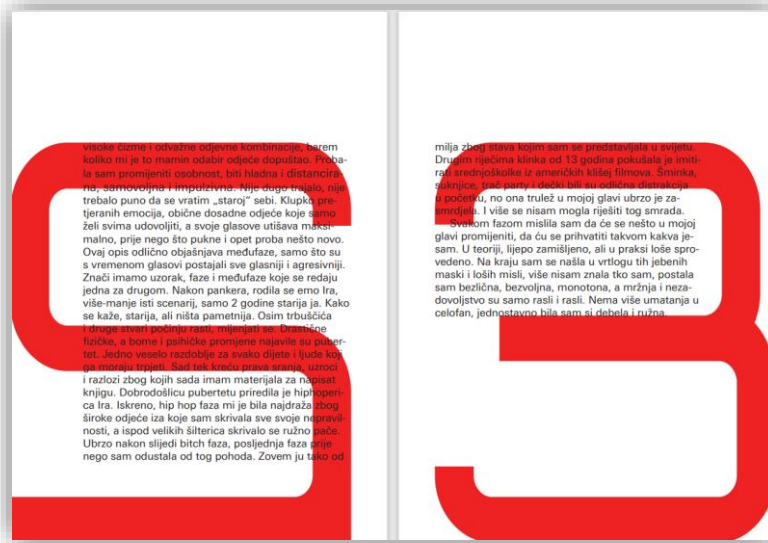 visoke čizme i odvažne odjevne kombinacije, barem
koliko mi je to mamin odabir odjeće dopuštao. Proba-
la sam promijeniti osobnost, biti hladna i distancira-
na, samovoljna i impulzivna. Nije dugo trajalo, nije
trebalo puno da se vratim „staroj” sebi. Klupko pre-
tjeranih emocija, obične dosadne odjeće koje samo
želi svima udovoljiti, a svoje glasove utišava maksi-
malno, prije nego što pukne i opet proba nešto novo.
Ovaj opis odlično objašnjava međufaze, samo što su
s vremenom glasovi postajali sve glasniji i agresivniji.
Znači imamo uzorak, faze i međufaze koje se redaju
jedna za drugom. Nakon pankera, rodila se emo Ira,
više-manje isti scenarij, samo 2 godine starija ja. Kako
se kaže, starija, ali ništa pametnija. Osim trbuščića
i druge stvari počinju rasti, mijenjati se. Drastične
fizičke, a bome i psihičke promjene najavile su puber-
tet. Jedno veselo razdoblje za svako dijete i ljude koji
ga moraju trpjeti. Sad tek kreću prava sranja, uzroci
i razlozi zbog kojih sada imam materijala za napisat
knjigu. Dobrodošlicu pubertetu priredila je hiphoperi-
ca Ira. Iskreno, hip hop faza mi je bila najdraža zbog
široke odjeće iza koje sam skrivala sve svoje nepravil-
nosti, a ispod velikih šilterica skrivalo se ružno pače.
Ubrzo nakon slijedi bitch faza, posljednja faza prije
nego sam odustala od tog pohoda. Zovem ju tako od
milja zbog stava kojim sam se predstavljala u svijetu.
Drugim riječima klinka od 13 godina pokušala je imiti-
rati srednjoškolke iz američkih klišej filmova. Šminka,
suknjice, trač party i dečki bili su odlična distrakcija
u početku, no ona trulež u mojoj glavi ubrzo je za-
smrdjela. I više se nisam mogla riješiti tog smrada.
Svakom fazom mislila sam da će se nešto u mojoj
glavi promijeniti, da ću se prihvatiti takvom kakva je-
sam. U teoriji, lijepo zamišljeno, ali u praksi loše spro-
vedeno. Na kraju sam se našla u vrtlogu tih jebenih
maski i loših misli, više nisam znala tko sam, postala
sam bezlična, bezvoljna, monotona, a mržnja i neza-
dovoljstvo su samo rasli i rasli. Nema više umatanja u
celofan, jednostavno bila sam si debela i ružna.